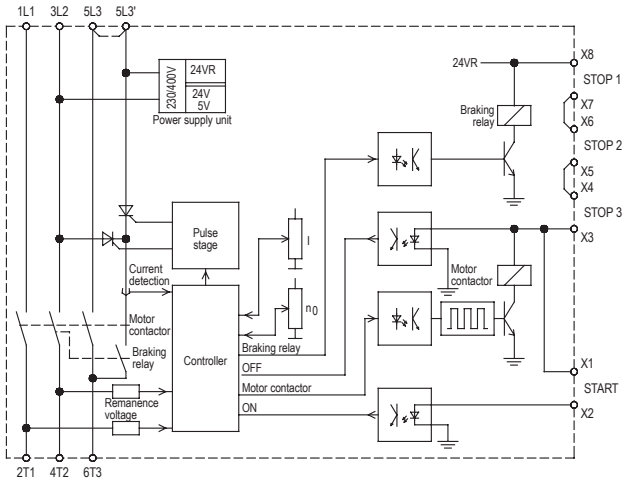 1L1 3L2 5L3 5L3'
230/400V
24VR
24V
5V
Power supply unit
24VR
X8
STOP 1
X7
X6
STOP 2
X5
X4
STOP 3
X3
Braking
relay
Pulse
stage
I
n0
Current
detection
Motor
contactor
Motor
contactor
Braking
relay
Controller
Braking relay
OFF
Motor contactor
ON
Remanence
voltage
X1
START
X2
2T1 4T2 6T3